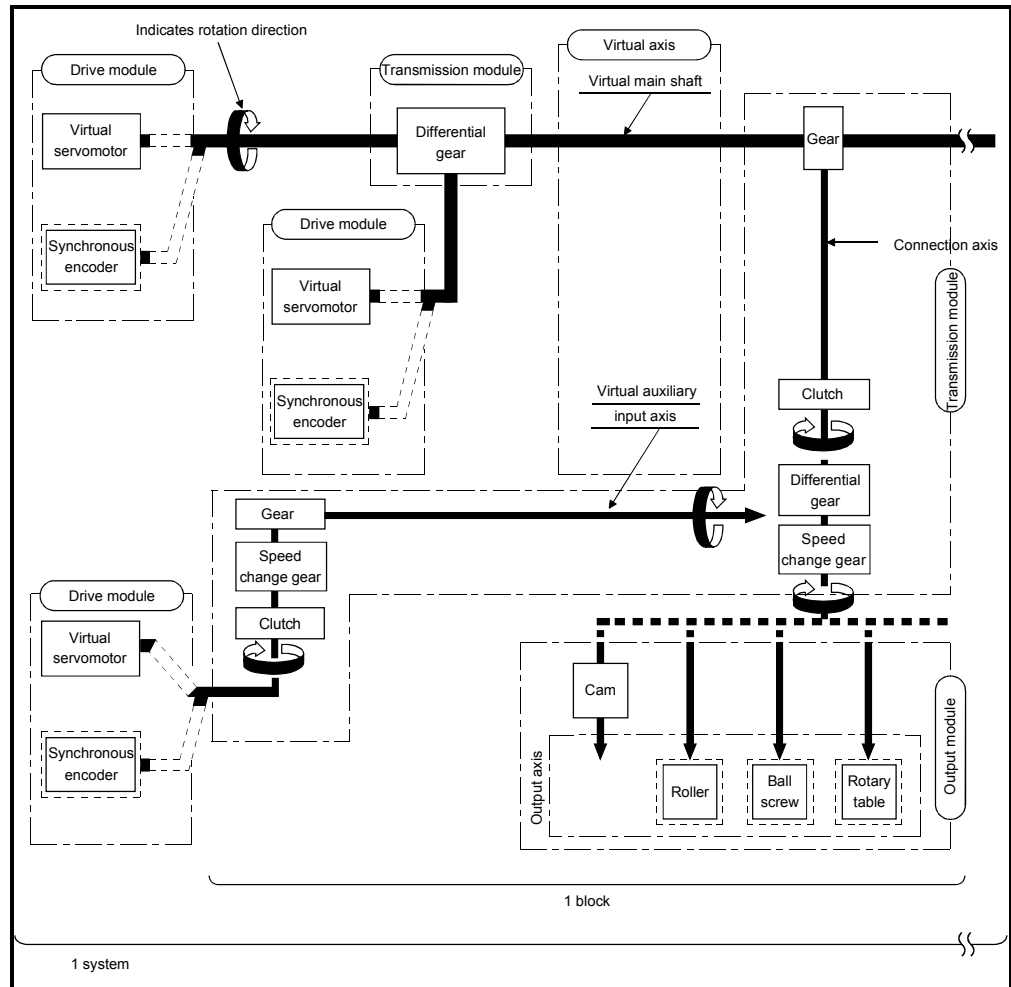 Indicates rotation direction
Drive module
Virtual
servomotor
Synchronous
encoder
Transmission module
Differential
gear
Virtual axis
Virtual main shaft
Gear
Connection axis
Transmission module
Drive module
Virtual
servomotor
Synchronous
encoder
Virtual auxiliary
input axis
Clutch
Differential
gear
Speed
change gear
Gear
Speed
change gear
Clutch
Drive module
Virtual
servomotor
Synchronous
encoder
Cam
Output axis
Roller
Ball
screw
Rotary
table
Output module
1 block
1 system